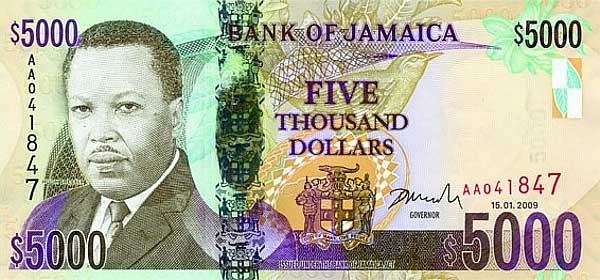 $5000
BANK OF JAMAICA
$5000
AA041847
FIVE
THOUSAND
DOLLARS
AA041847
15.01.2009
GOVERNOR
$5000
ISSUED UNDER THE BANK OF JAMAICA ACT
$5000